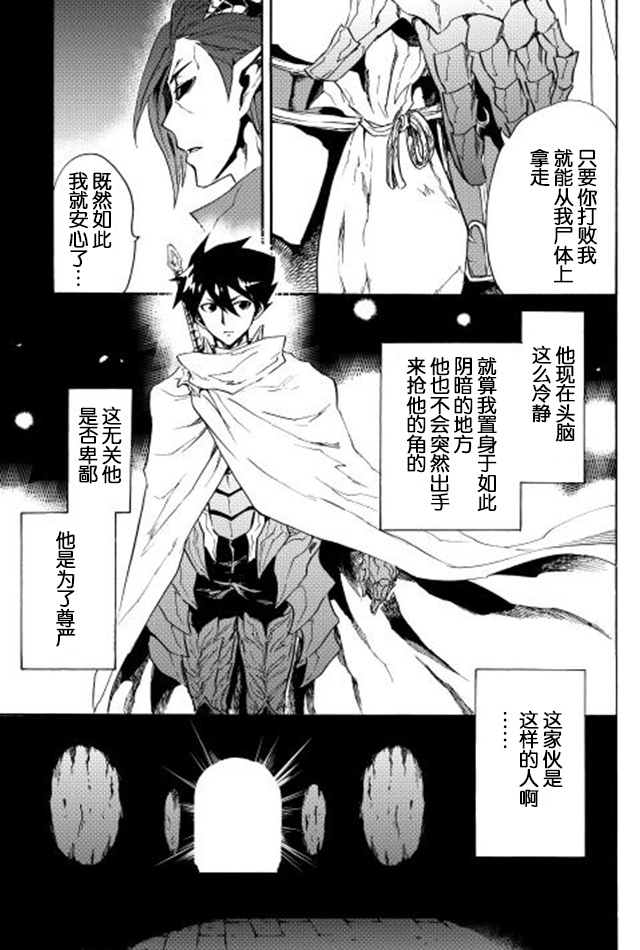 只要你打败我
就能从我尸体上
拿走
既然如此
我就安心了…
他现在头脑
这么冷静
就算我置身于如此
阴暗的地方
他也不会突然出手
来抢他的角的
这无关他
是否卑鄙
他是为了尊严
这家伙是
这样的人啊
……